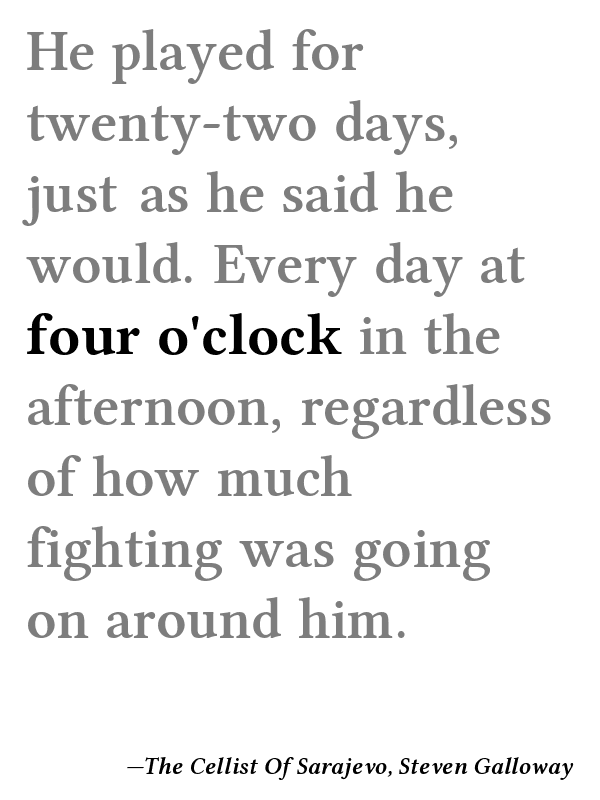 He played for
twenty-two days,
just as he said he
would. Every day at
four o'clock in the
afternoon, regardless
of how much
fighting was going
on around him.
—The Cellist Of Sarajevo, Steven Galloway